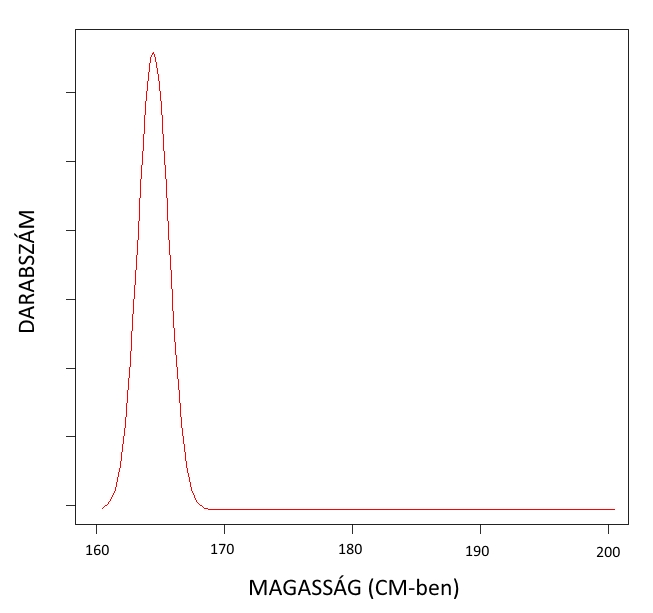 DARABSZÁM
160 170 180 190 200
MAGASSÁG (CM-ben)